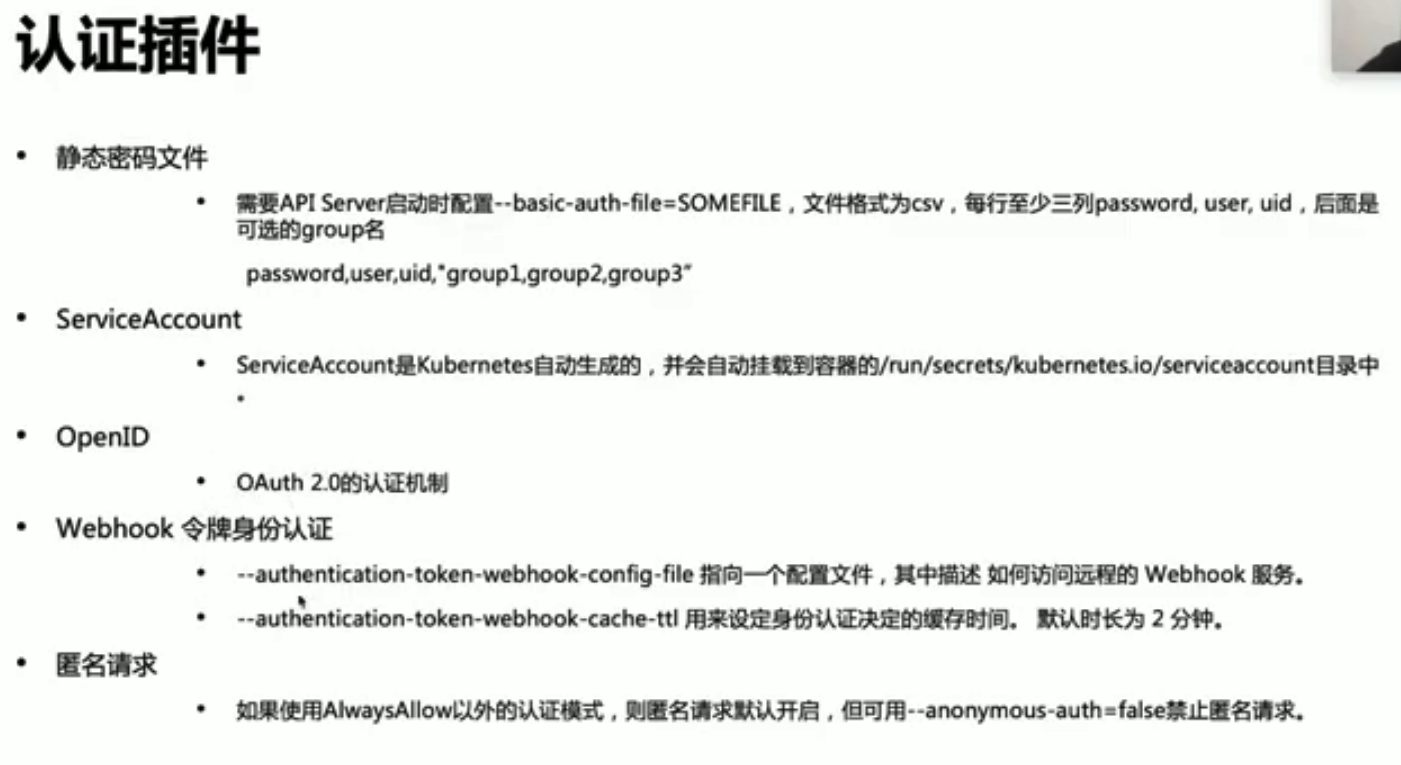 认证插件
• 静态密码文件
• 需要API Server启动时配置--basic-auth-file=SOMEFILE，文件格式为csv，每行至少三列password, user, uid，后面是
可选的group名
password,user,uid,"group1,group2,group3"
• ServiceAccount
• ServiceAccount是Kubernetes自动生成的，并会自动挂载到容器的/run/secrets/kubernetes.io/serviceaccount目录中
。
• OpenID
• OAuth 2.0的认证机制
• Webhook 令牌身份认证
• --authentication-token-webhook-config-file 指向一个配置文件，其中描述 如何访问远程的 Webhook 服务。
• --authentication-token-webhook-cache-ttl 用来设定身份认证决定的缓存时间。 默认时长为 2 分钟。
• 匿名请求
• 如果使用AlwaysAllow以外的认证模式，则匿名请求默认开启，但可用--anonymous-auth=false禁止匿名请求。